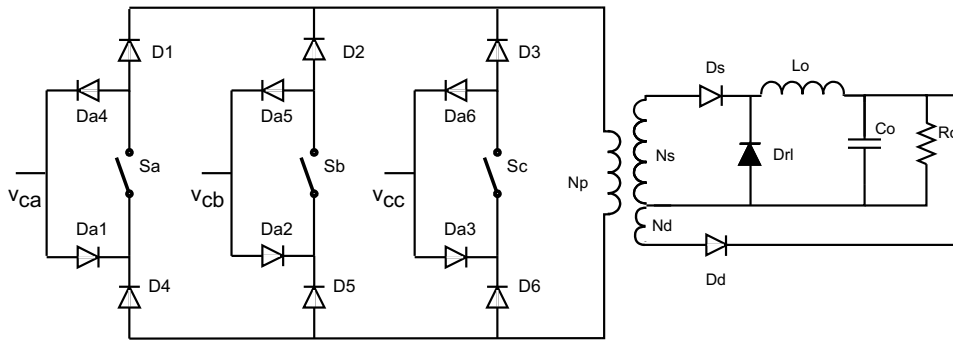 D1
D2
D3
Ds
Lo
Da4
Da5
Da6
Sa
Sb
Sc
Np
Ns
Drl
Co
Ro
vca
vcb
vcc
Da1
Da2
Da3
Nd
Dd
D4
D5
D6